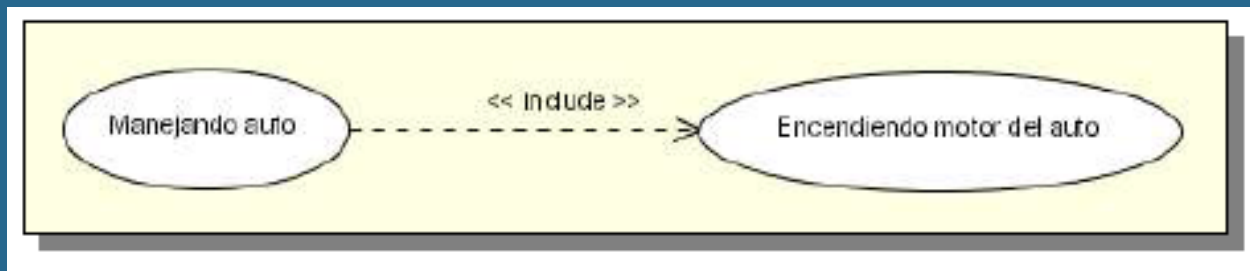 << include >>
Manejando auto
Encendiendo motor del auto